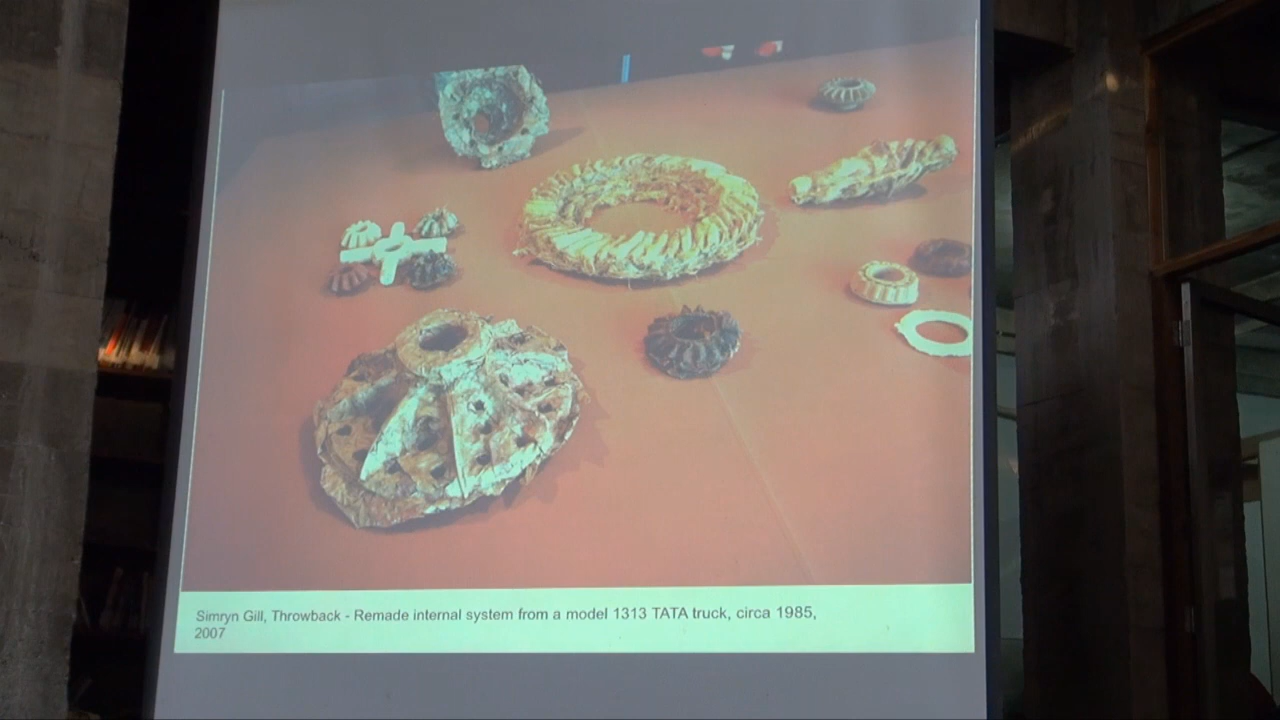 Simryn Gill, Throwback - Remade internal system from a model 1313 TATA truck, circa 1985,
2007